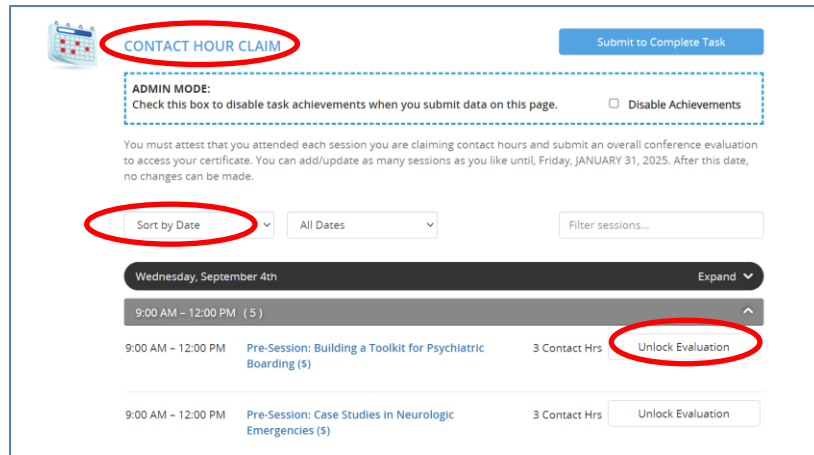 CONTACT HOUR CLAIM
Submit to Complete Task
ADMIN MODE:
Check this box to disable task achievements when you submit data on this page.
Disable Achievements
You must attest that you attended each session you are claiming contact hours and submit an overall conference evaluation
to access your certificate. You can add/update as many sessions as you like until, Friday, JANUARY 31, 2025. After this date,
no changes can be made.
Sort by Date
All Dates
Filter sessions...
Wednesday, September 4th
Expand
9:00 AM – 12:00 PM ( 5 )
9:00 AM – 12:00 PM
Pre-Session: Building a Toolkit for Psychiatric
Boarding ($)
3 Contact Hrs
Unlock Evaluation
9:00 AM – 12:00 PM
Pre-Session: Case Studies in Neurologic
Emergencies ($)
3 Contact Hrs
Unlock Evaluation